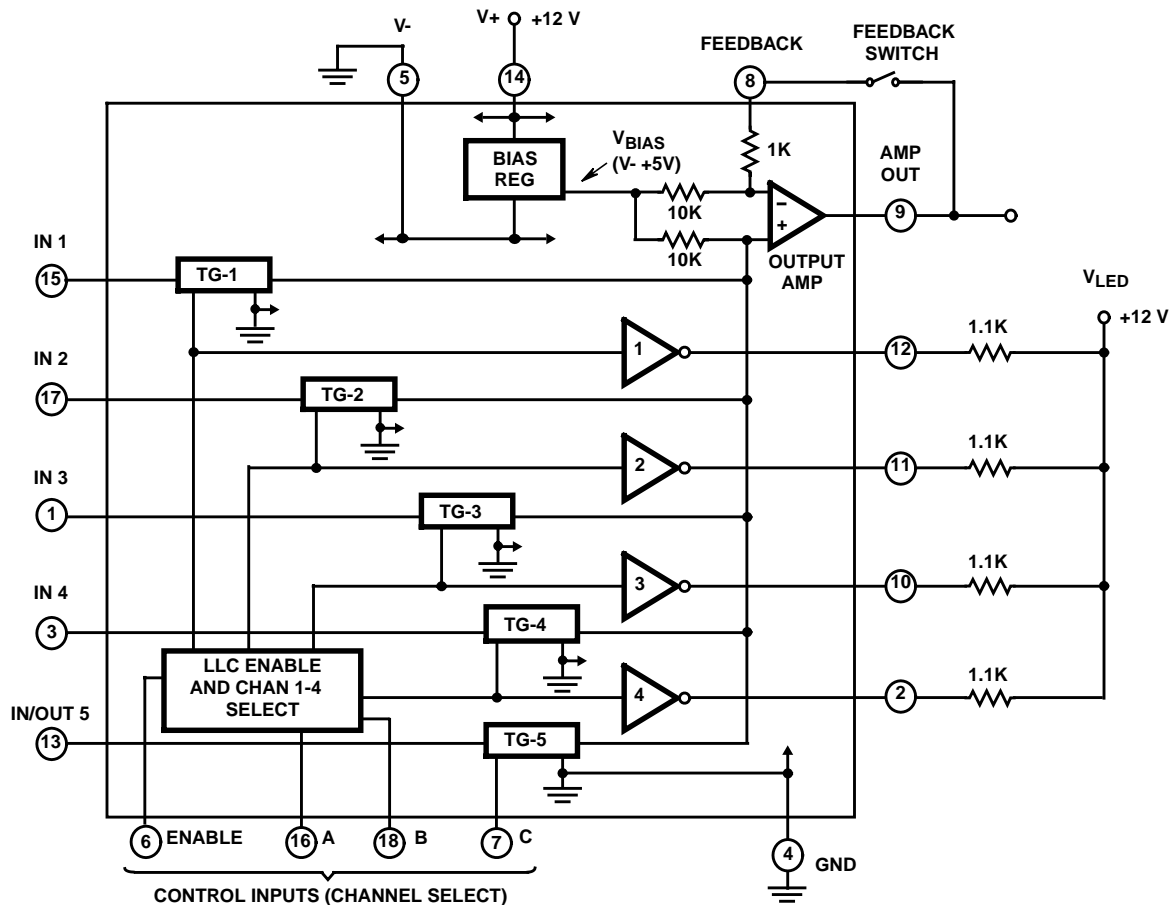 V-
V+
+12 V
5
14
FEEDBACK
8
FEEDBACK
SWITCH
BIAS
REG
VBIAS
(V- +5V)
1K
10K
10K
−
+
OUTPUT
AMP
AMP
OUT
9
IN 1
15
TG-1
1
12
1.1K
VLED
+12 V
IN 2
17
TG-2
2
11
1.1K
IN 3
1
TG-3
3
10
1.1K
IN 4
3
TG-4
4
2
1.1K
LLC ENABLE
AND CHAN 1-4
SELECT
IN/OUT 5
13
TG-5
6 ENABLE
16 A
18 B
7 C
4 GND
CONTROL INPUTS (CHANNEL SELECT)